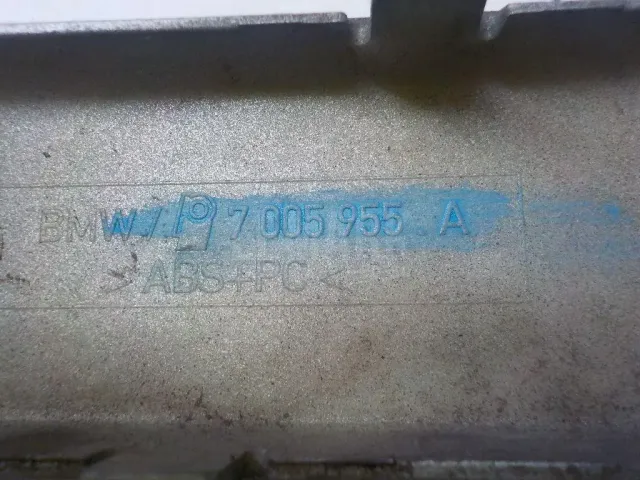 BMW / 7 005 955 . A
>ABS+PC<